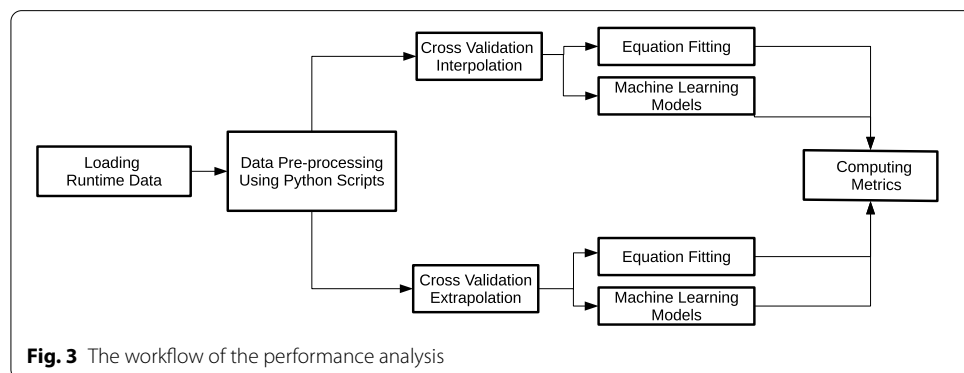 Loading
Runtime Data
Data Pre-processing
Using Python Scripts
Cross Validation
Interpolation
Equation Fitting
Machine Learning
Models
Cross Validation
Extrapolation
Equation Fitting
Machine Learning
Models
Computing
Metrics
Fig. 3 The workflow of the performance analysis